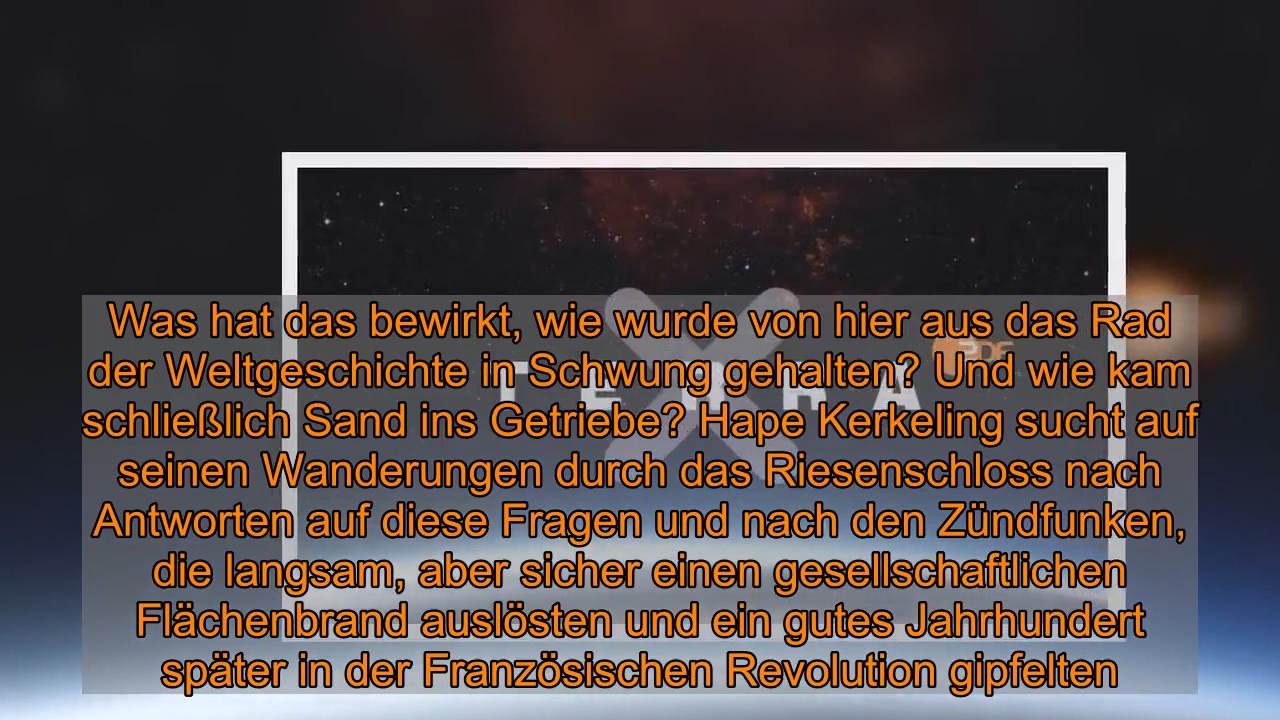 Was hat das bewirkt, wie wurde von hier aus das Rad
der Weltgeschichte in Schwung gehalten? Und wie kam
schließlich Sand ins Getriebe? Hape Kerkeling sucht auf
seinen Wanderungen durch das Riesenschloss nach
Antworten auf diese Fragen und nach den Zündfunken,
die langsam, aber sicher einen gesellschaftlichen
Flächenbrand auslösten und ein gutes Jahrhundert
später in der Französischen Revolution gipfelten
TERRA
ZDF